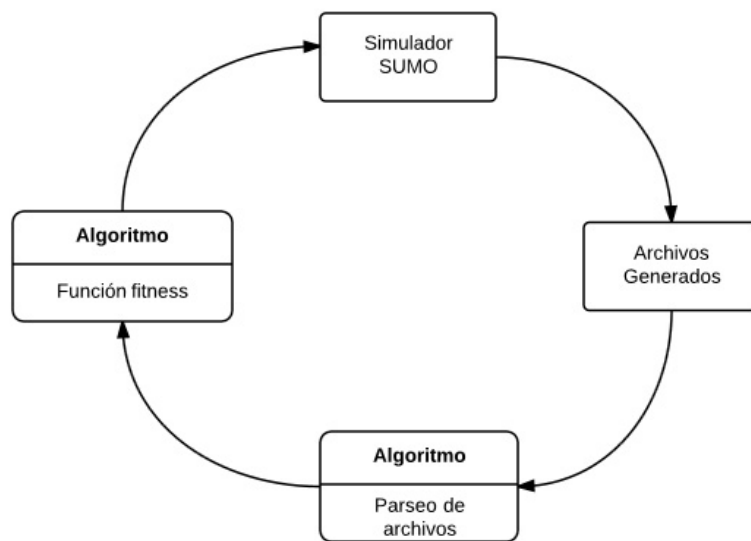 Simulador
SUMO
Algoritmo
Función fitness
Archivos
Generados
Algoritmo
Parseo de
archivos